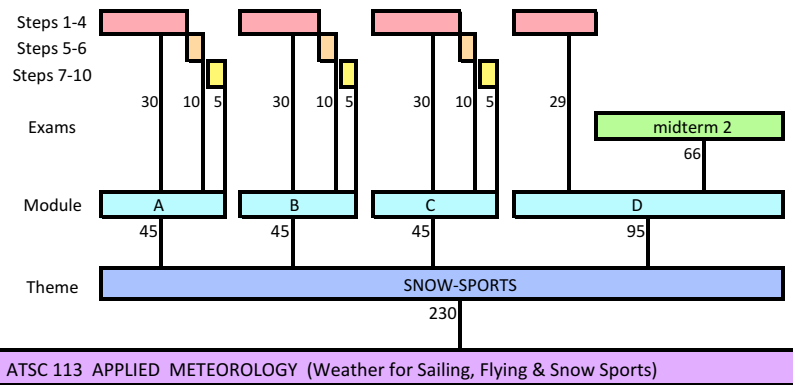 Steps 1-4
Steps 5-6
Steps 7-10
30 10 5 30 10 5 30 10 5 29
Exams midterm 2
66
Module A B C D
45 45 45 95
Theme SNOW-SPORTS
230
ATSC 113 APPLIED METEOROLOGY (Weather for Sailing, Flying & Snow Sports)